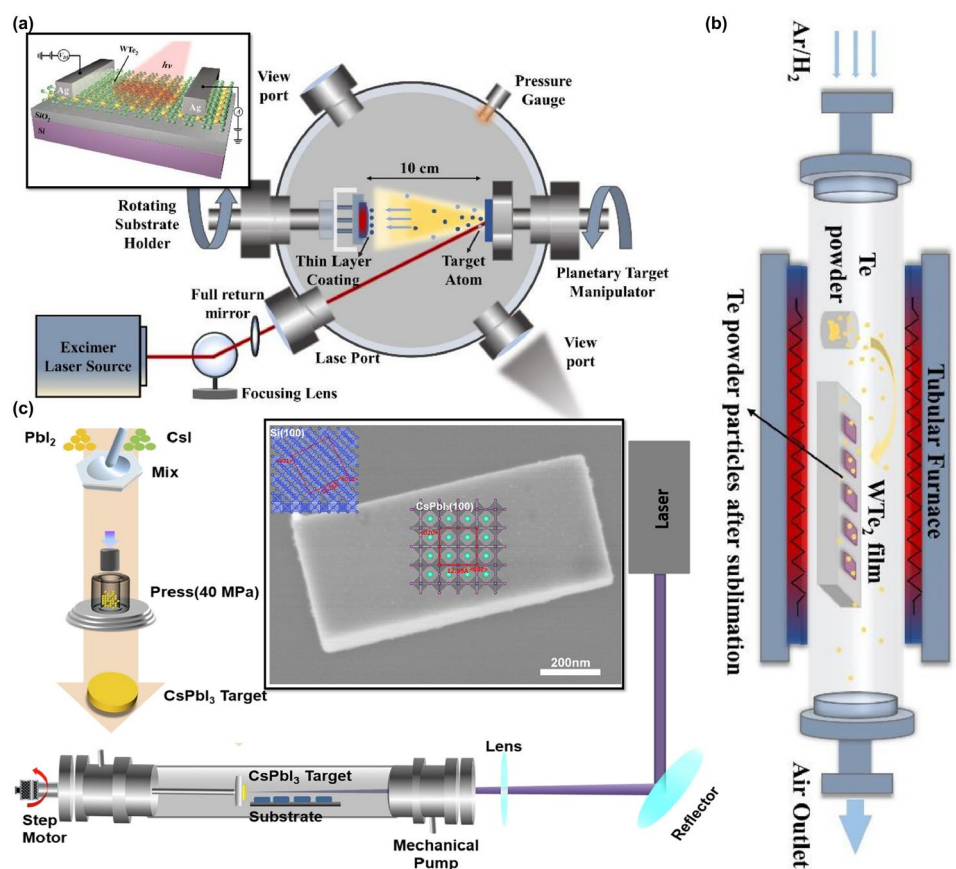 (a)
WTe2
hν
Ag
Ag
A
SiO2
Si
View
port
Pressure
Gauge
10 cm
Rotating
Substrate
Holder
Thin Layer
Coating
Target
Atom
Planetary Target
Manipulator
Full return
mirror
Lase Port
View
port
Excimer
Laser Source
Focusing Lens
(b)
Ar/H2
Te
powder
Te powder particles after sublimation
WTe2 film
Tubular Furnace
Air Outlet
(c)
PbI2
CsI
Mix
Press(40 MPa)
CsPbI3 Target
Si(100)
CsPbI3(100)
200nm
Laser
Lens
Reflector
CsPbI3 Target
Substrate
Step
Motor
Mechanical
Pump